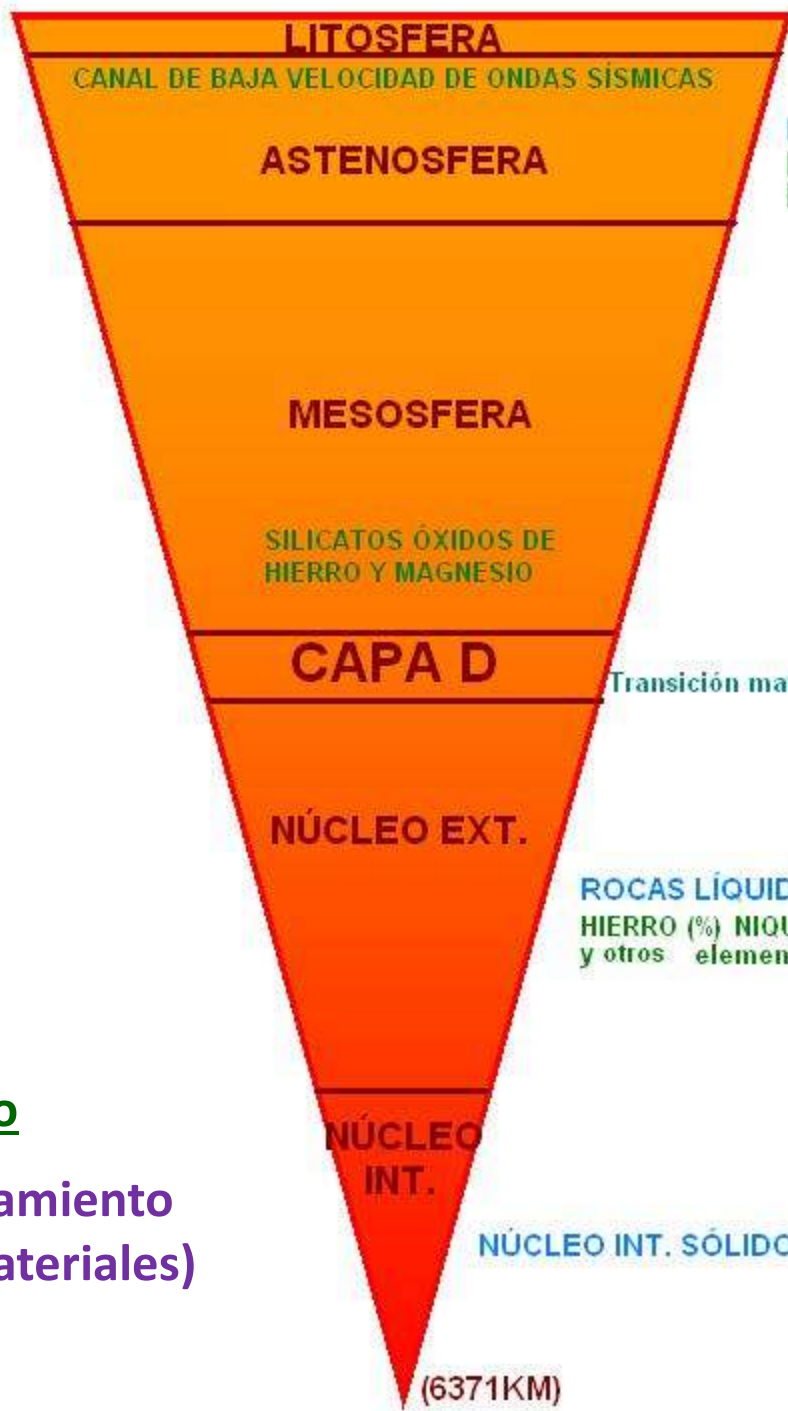 LITOSFERA
CANAL DE BAJA VELOCIDAD DE ONDAS SÍSMICAS
ASTENOSFERA
MESOSFERA
SILICATOS ÓXIDOS DE
HIERRO Y MAGNESIO
CAPA D
Transición ma
NÚCLEO EXT.
ROCAS LÍQUID
HIERRO (%) NIQU
y otros elemen
o
NÚCLEO
INT.
amiento
ateriales)
NÚCLEO INT. SÓLIDO
(6371KM)